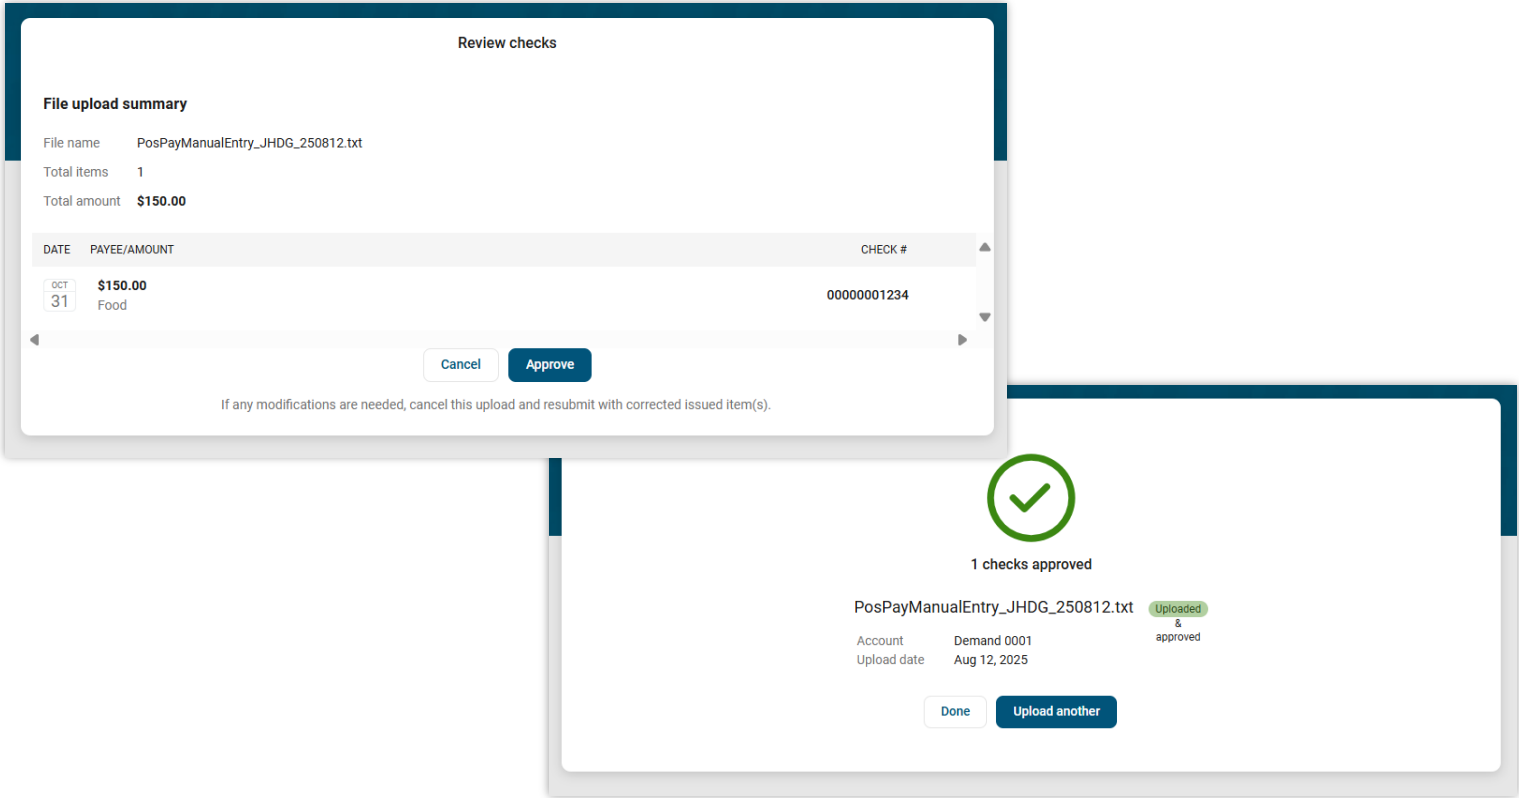 Review checks
File upload summary
File name PosPayManualEntry_JHDG_250812.txt
Total items 1
Total amount $150.00
DATE PAYEE/AMOUNT CHECK #
OCT
31
$150.00
Food
00000001234
Cancel Approve
If any modifications are needed, cancel this upload and resubmit with corrected issued item(s).
1 checks approved
PosPayManualEntry_JHDG_250812.txt Uploaded
&
approved
Account Demand 0001
Upload date Aug 12, 2025
Done Upload another